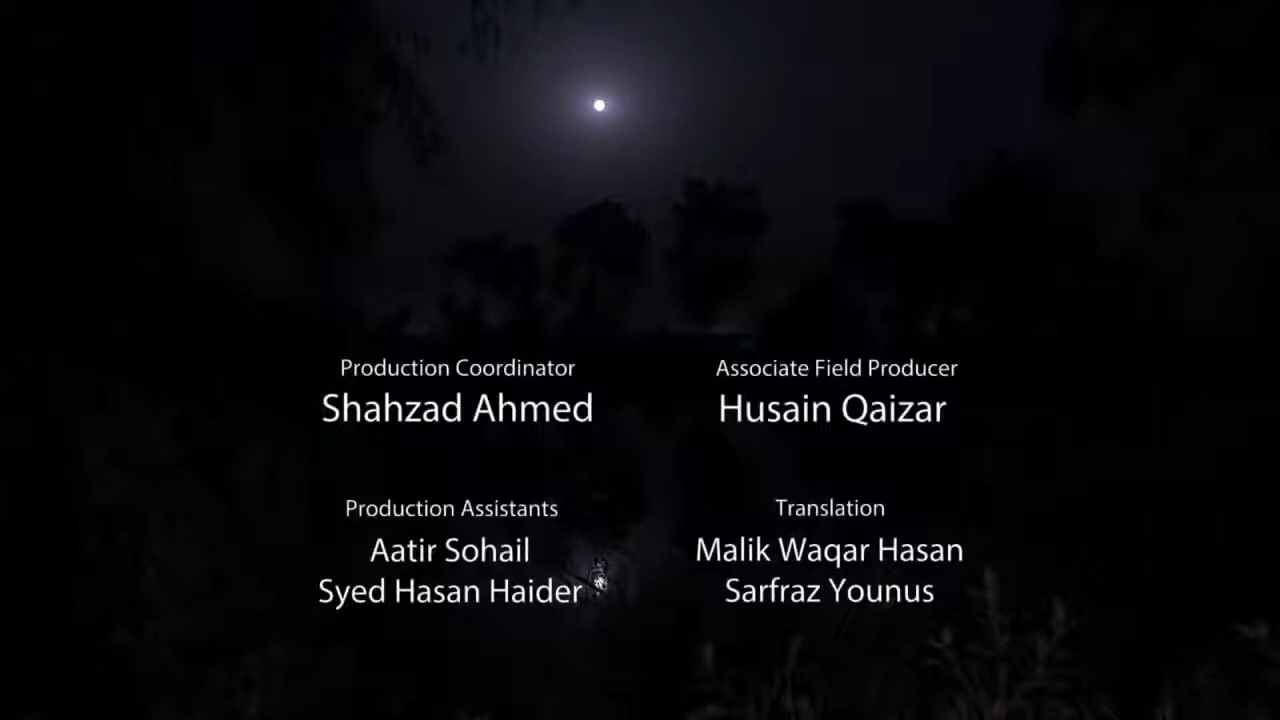 Production Coordinator
Shahzad Ahmed
Associate Field Producer
Husain Qaizar
Production Assistants
Aatir Sohail
Syed Hasan Haider
Translation
Malik Waqar Hasan
Sarfraz Younus